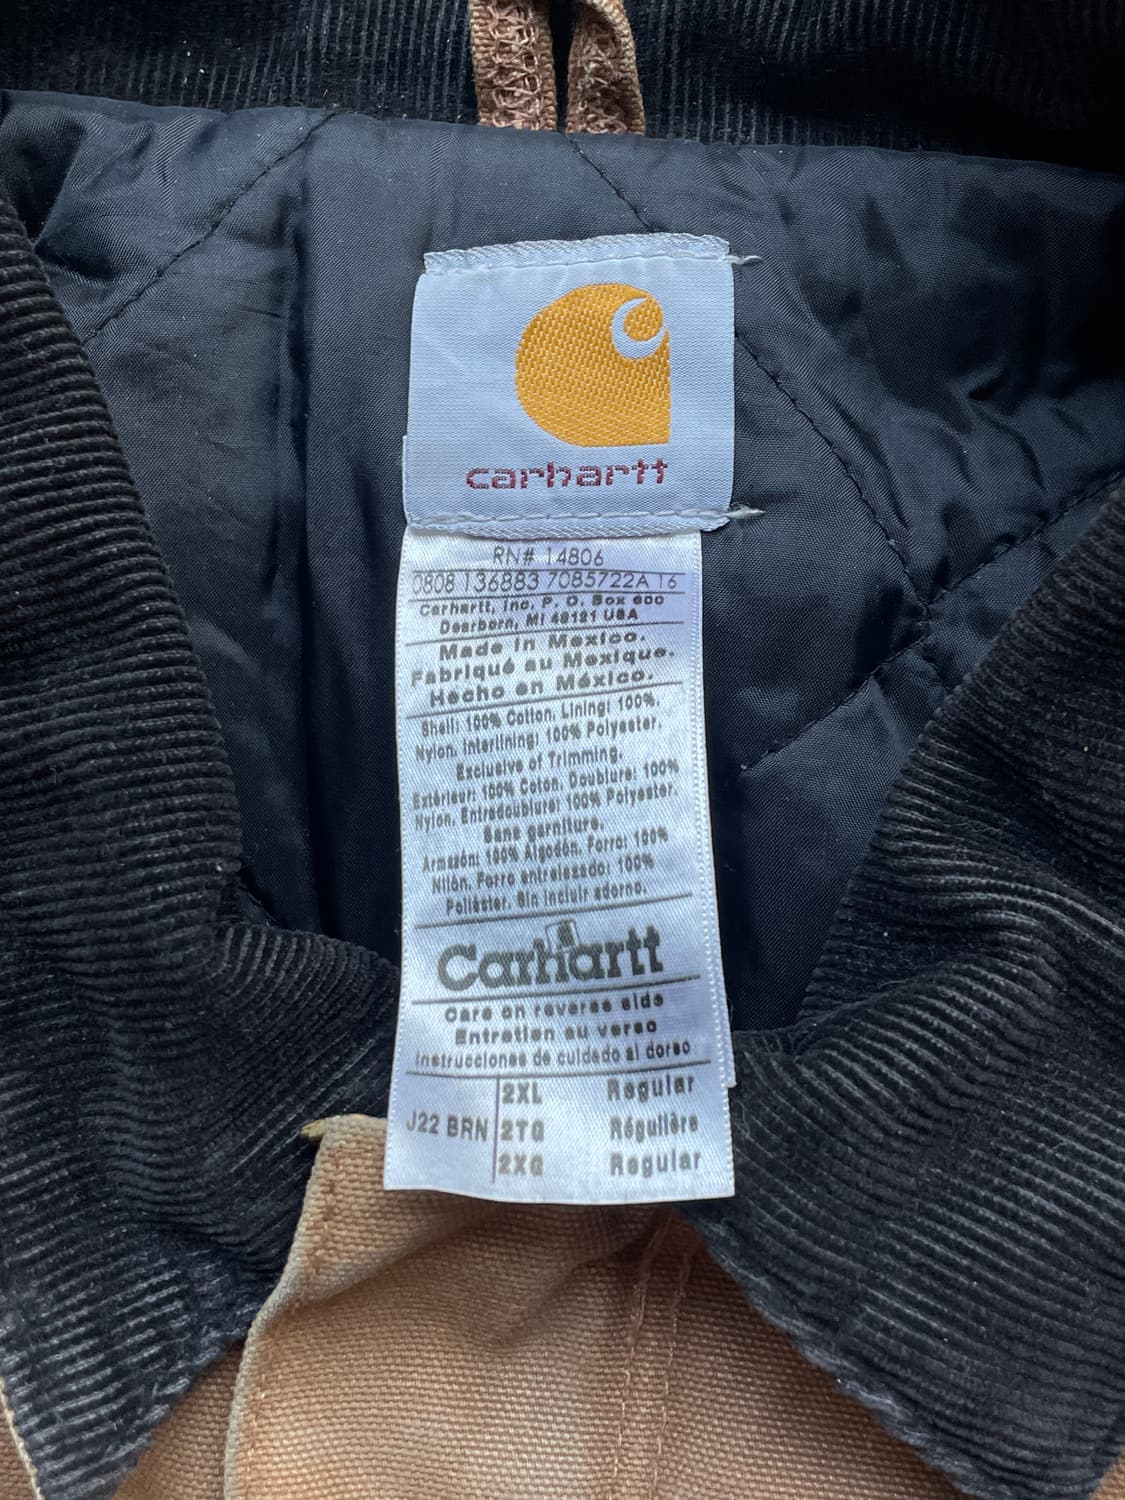 carhartt
RN# 14806
0808 136883 7085722A 16
Carhartt, Inc, P. O. Box 600
Dearborn, MI 48121 USA
Made in Mexico.
Fabriqué au Mexique.
Hecho en México.
Shell: 100% Cotton, Lining: 100%.
Nylon, Interlining: 100% Polyester.
Exclusive of Trimming.
Extérieur: 100% Coton, Doublure: 100%
Nylon, Entredoublure: 100% Polyester.
Sans garniture.
Armazón: 100% Algodón, Forro: 100%
Nilón, Forro entrelazado: 100%
Poliéster. Sin incluir adorno.
Carhartt
care on reverse side
Entretien au verso
Instrucciones de cuidado al dorso
2XL Regular
J22 BRN 2TG Régulière
2XG Regular